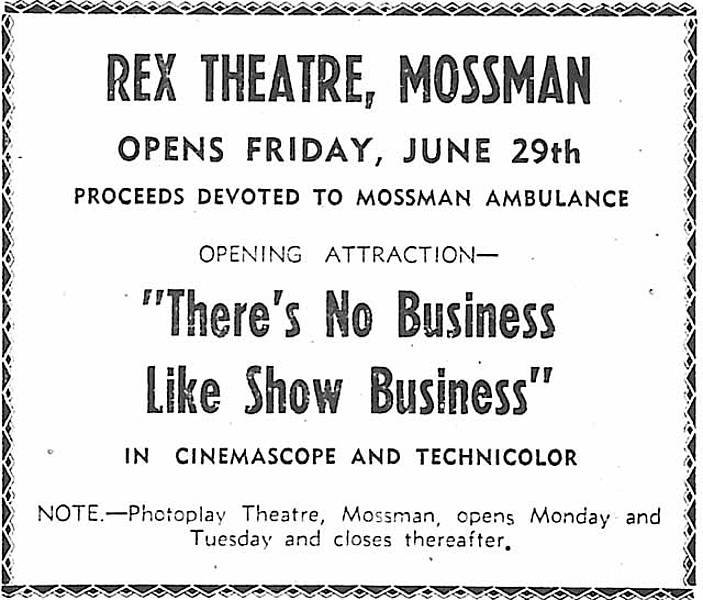 REX THEATRE, MOSSMAN
OPENS FRIDAY, JUNE 29th
PROCEEDS DEVOTED TO MOSSMAN AMBULANCE
OPENING ATTRACTION—
"There's No Business
Like Show Business"
IN CINEMASCOPE AND TECHNICOLOR
NOTE.—Photoplay Theatre, Mossman, opens Monday and
Tuesday and closes thereafter.